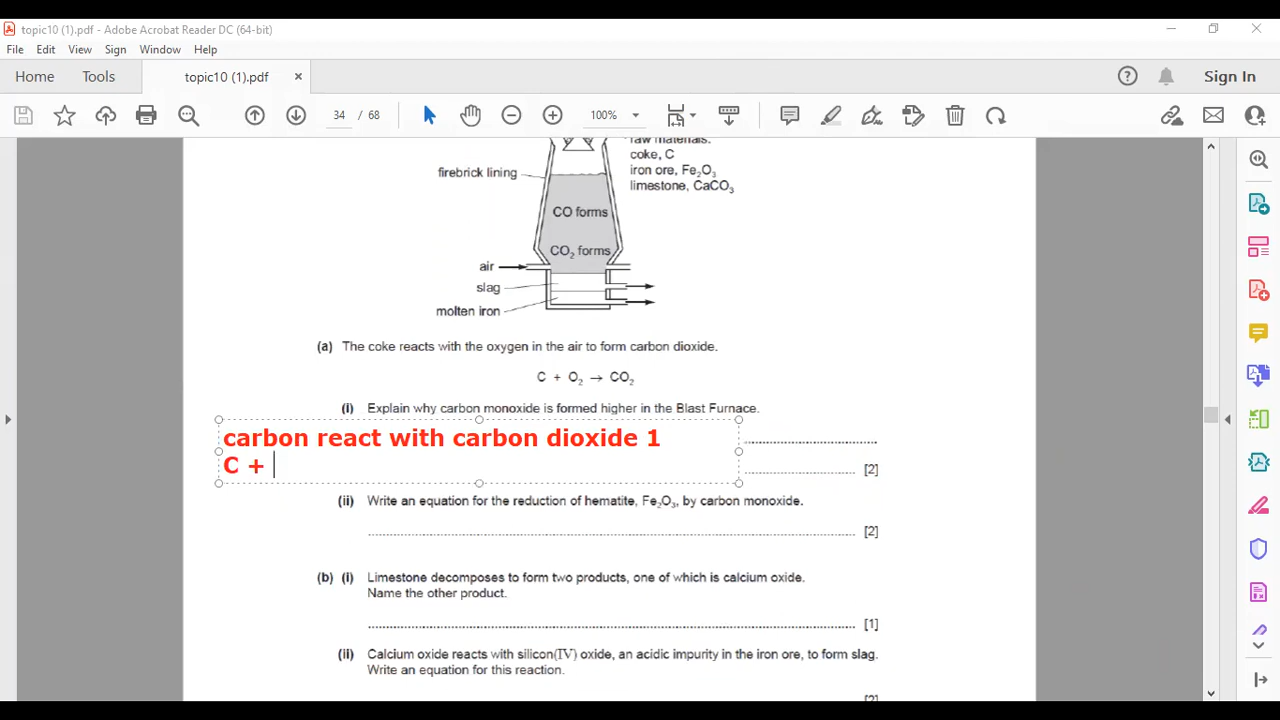 topic10 (1).pdf - Adobe Acrobat Reader DC (64-bit)
File Edit View Sign Window Help
Home Tools topic10 (1).pdf × Sign In
34 / 68 100%
raw materials:
coke, C
iron ore, Fe₂O₃
limestone, CaCO₃
firebrick lining
CO forms
CO₂ forms
air
slag
molten iron
(a) The coke reacts with the oxygen in the air to form carbon dioxide.
C + O₂ → CO₂
(i) Explain why carbon monoxide is formed higher in the Blast Furnace.
carbon react with carbon dioxide 1
C +
[2]
(ii) Write an equation for the reduction of hematite, Fe₂O₃, by carbon monoxide.
[2]
(b) (i) Limestone decomposes to form two products, one of which is calcium oxide.
Name the other product.
[1]
(ii) Calcium oxide reacts with silicon(IV) oxide, an acidic impurity in the iron ore, to form slag.
Write an equation for this reaction.
[2]